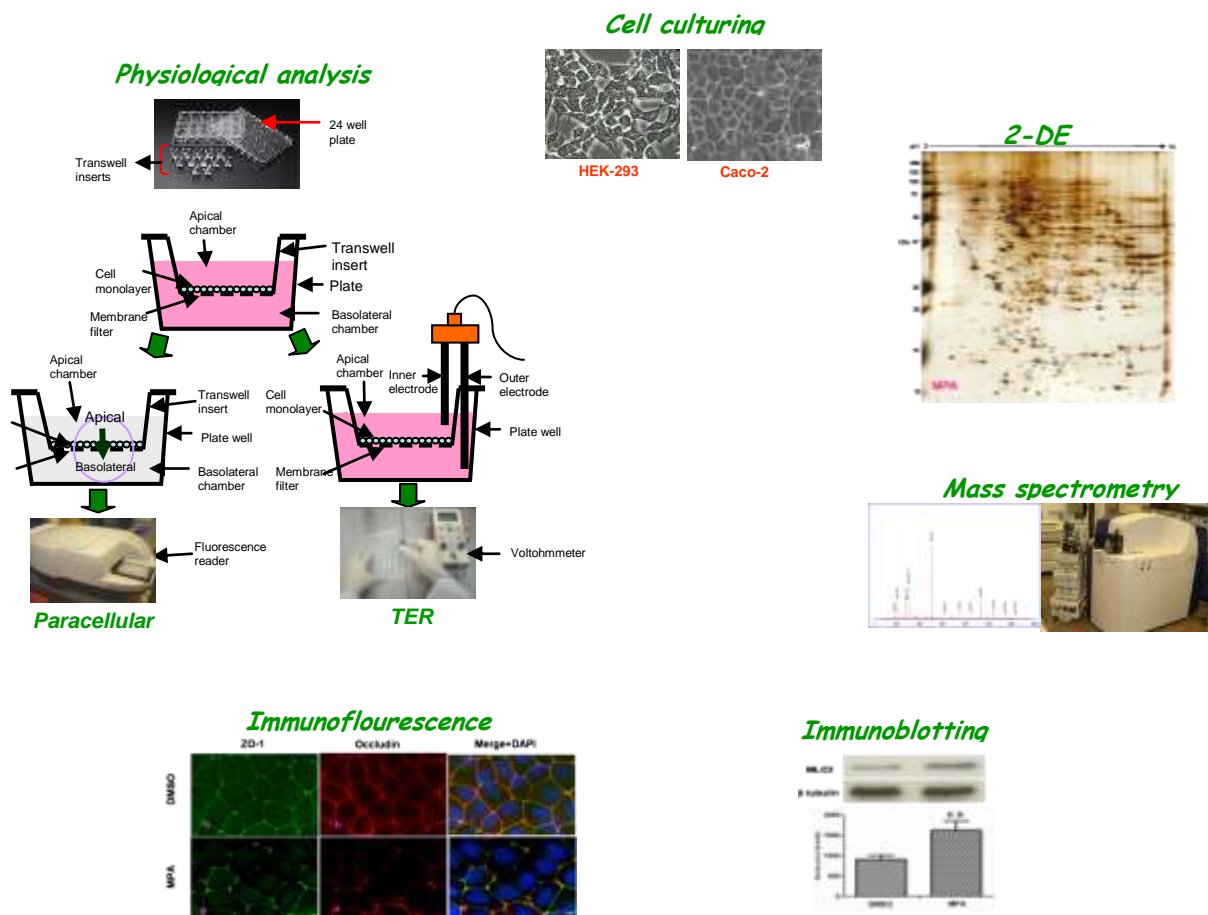 Cell culturing
Physiological analysis
24 well
plate
Transwell
inserts
HEK-293
Caco-2
2-DE
MPA
Apical
chamber
Transwell
insert
Cell
monolayer
Plate
Membrane
filter
Basolateral
chamber
Apical
chamber
Transwell
insert
Apical
Plate well
Basolateral
Basolateral
chamber
Apical
chamber
Inner
electrode
Outer
electrode
Cell
monolayer
Plate well
Membrane
filter
Mass spectrometry
Fluorescence
reader
Voltohmmeter
Paracellular
TER
Immunoflourescence
ZO-1
Occludin
Merge+DAPI
DMSO
MPA
Immunoblotting
MLC2
β tubulin
DMSO
MPA